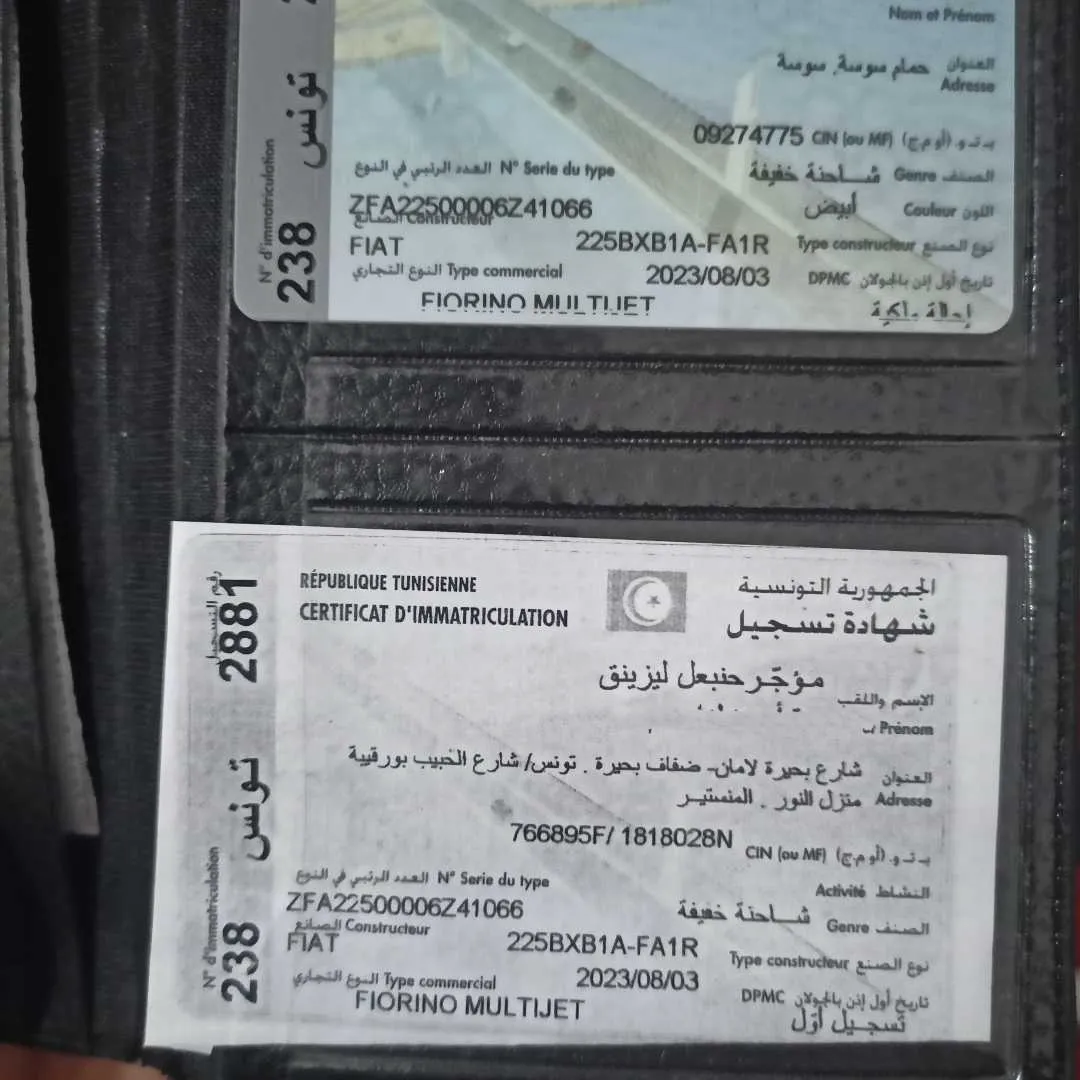 Nom et Prénom
العنوان حمام سوسة, سوسة
Adresse
09274775 CIN (ou MF) ب.ت.و. (أو م.ج)
العدد الرتبي في النوع N° Serie du type
الصنف Genre شاحنة خفيفة
ZFA22500006Z41066
اللون Couleur أبيض
الصانع Constructeur
FIAT
225BXB1A-FA1R Type constructeur نوع الصنع
النوع التجاري Type commercial
2023/08/03 DPMC تاريخ أول إذن بالجولان
FIORINO MULTIJET
N° d'immatriculation
238 تونس
RÉPUBLIQUE TUNISIENNE
الجمهورية التونسية
CERTIFICAT D'IMMATRICULATION
شهادة تسجيل
مؤجّر حنبعل ليزينق
الإسم واللقب
Prénom
العنوان شارع بحيرة لامان- ضفاف بحيرة . تونس/ شارع الحبيب بورقيبة
Adresse منزل النور . المنستير
766895F/ 1818028N CIN (ou MF) ب.ت.و. (أو م.ج)
العدد الرتبي في النوع N° Serie du type
النشاط Activité
ZFA22500006Z41066
الصنف Genre شاحنة خفيفة
الصانع Constructeur
FIAT
225BXB1A-FA1R Type constructeur نوع الصنع
النوع التجاري Type commercial
2023/08/03 DPMC تاريخ أول إذن بالجولان
FIORINO MULTIJET
تسجيل أوّل
رقم التسجيل
N° d'immatriculation
238 تونس 2881